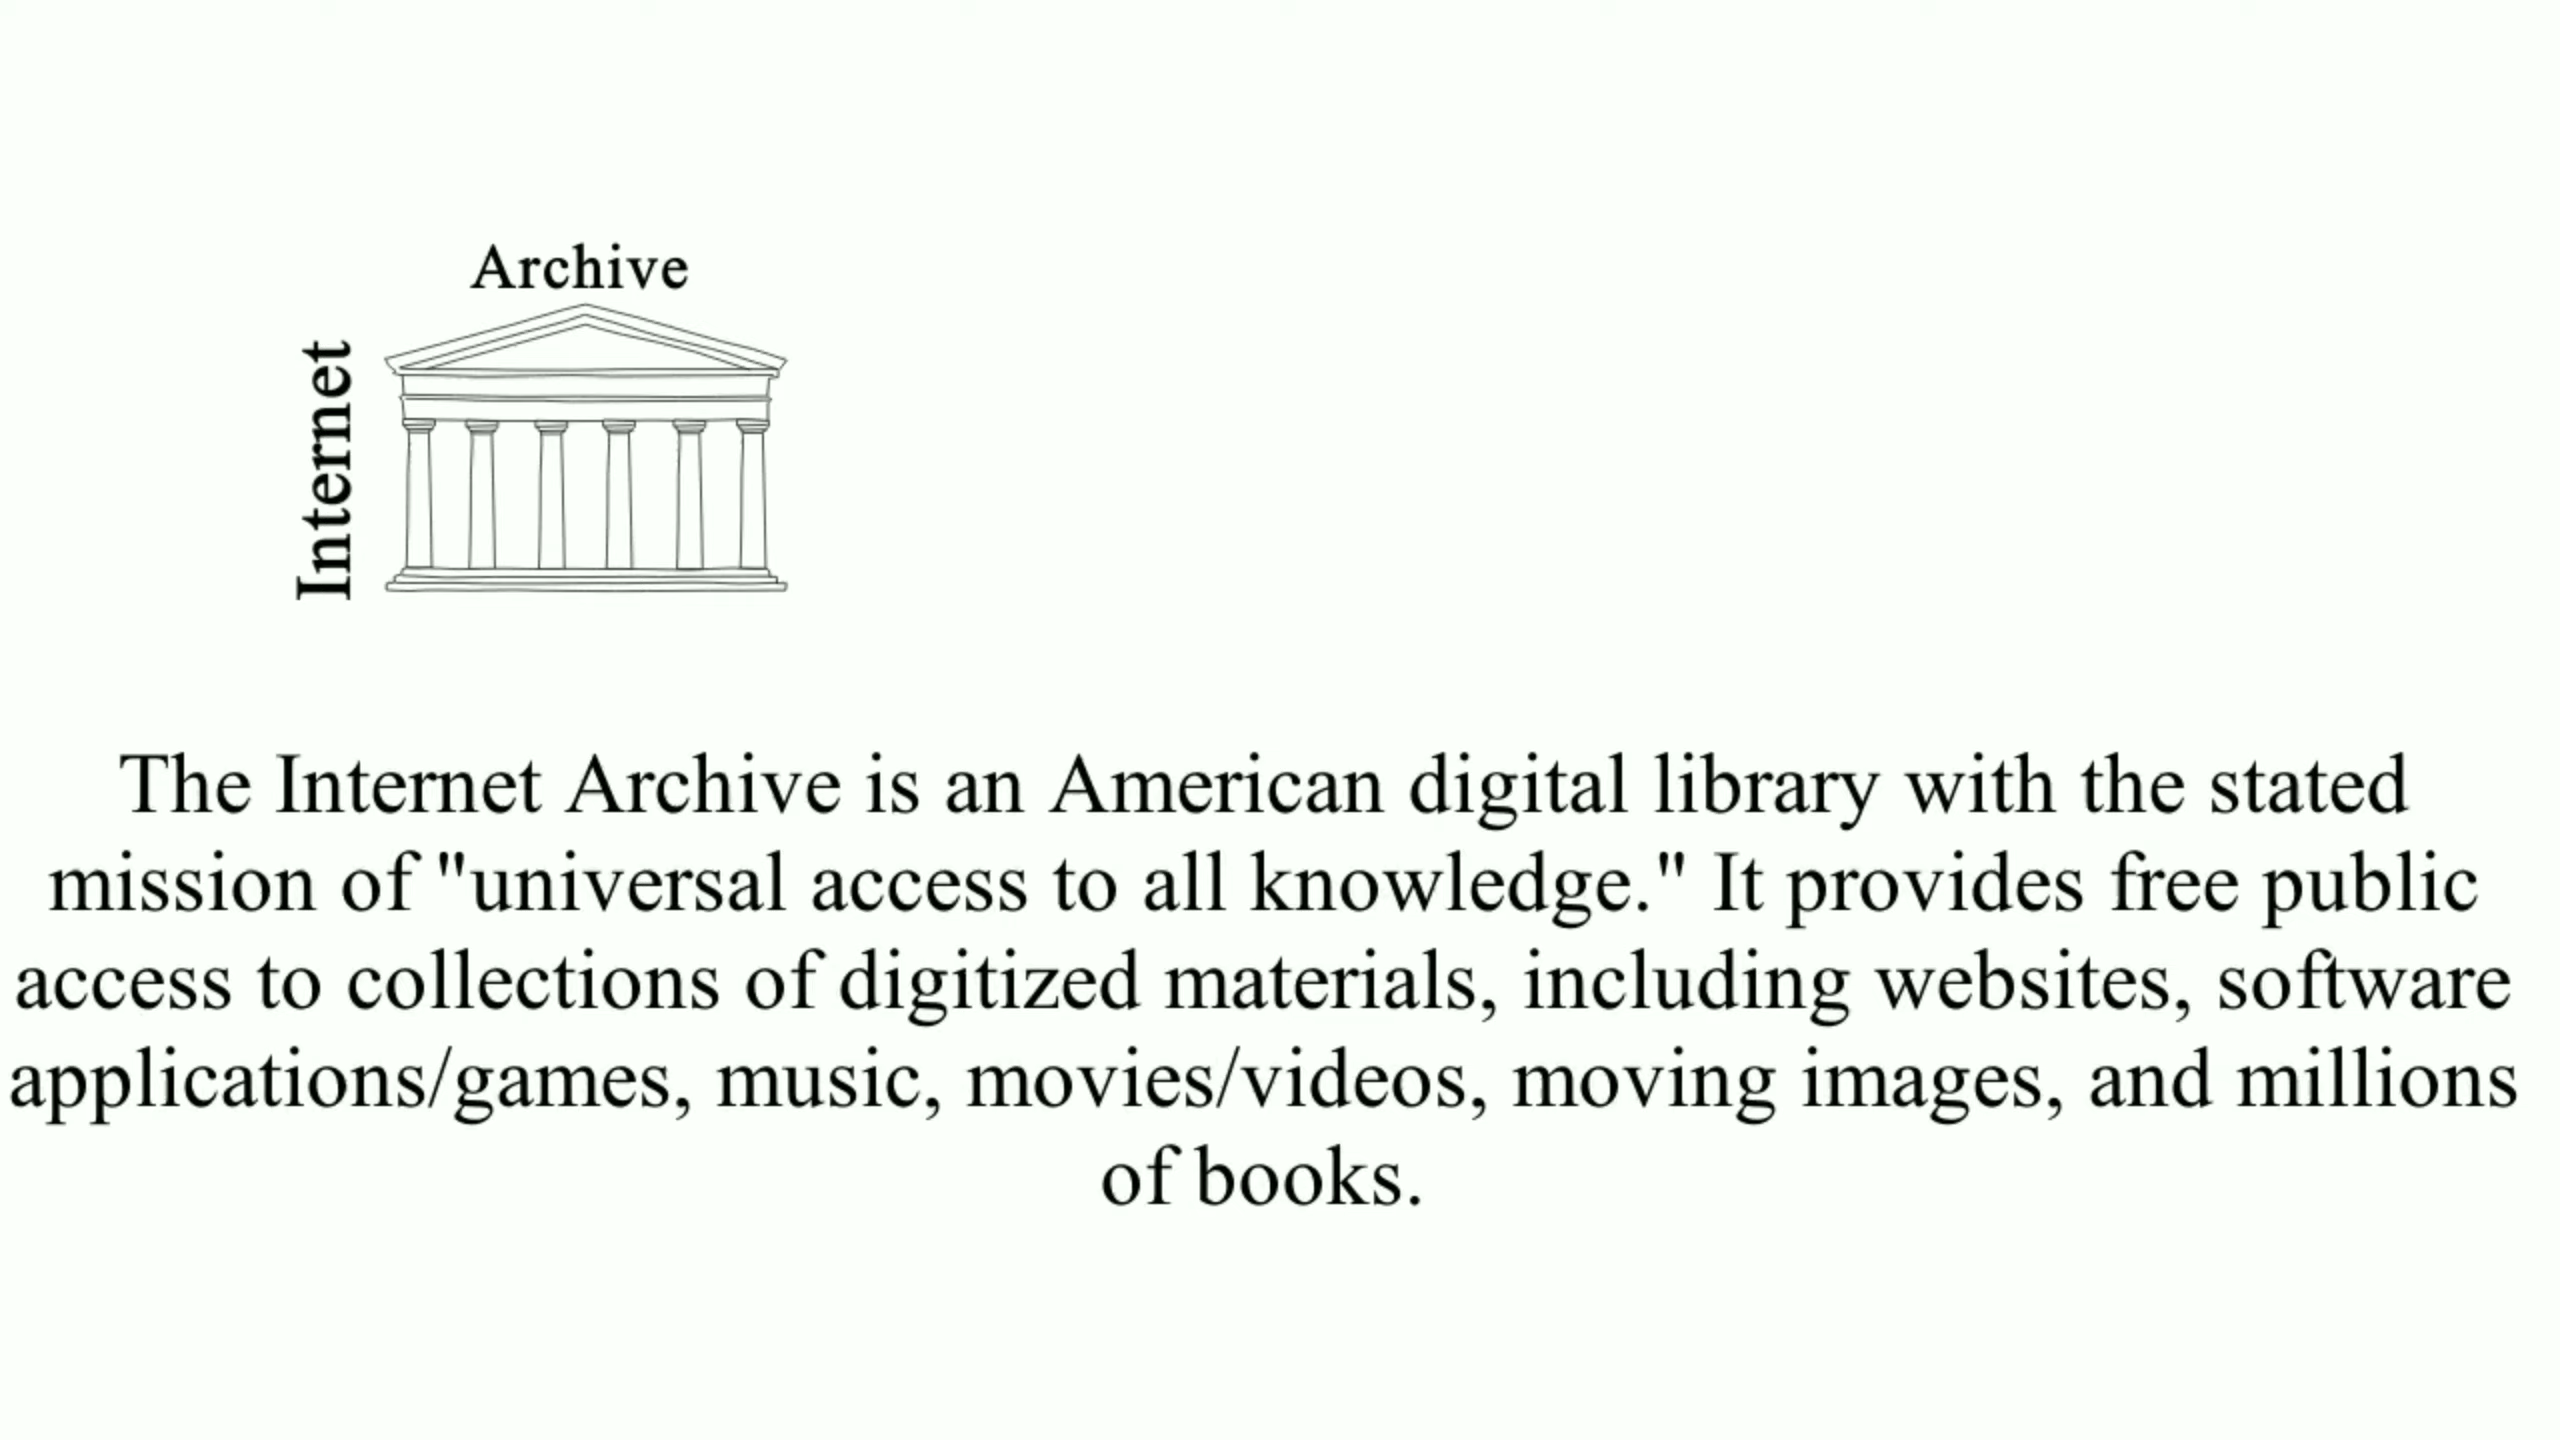 Archive
Internet
The Internet Archive is an American digital library with the stated
mission of "universal access to all knowledge." It provides free public
access to collections of digitized materials, including websites, software
applications/games, music, movies/videos, moving images, and millions
of books.